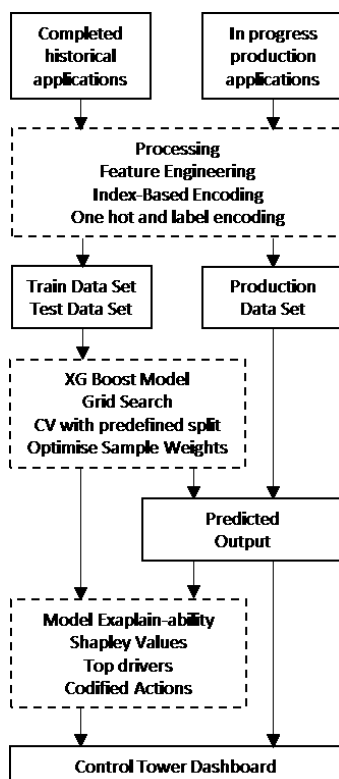 Completed
historical
applications
In progress
production
applications
Processing
Feature Engineering
Index-Based Encoding
One hot and label encoding
Train Data Set
Test Data Set
Production
Data Set
XG Boost Model
Grid Search
CV with predefined split
Optimise Sample Weights
Predicted
Output
Model Exaplain-ability
Shapley Values
Top drivers
Codified Actions
Control Tower Dashboard